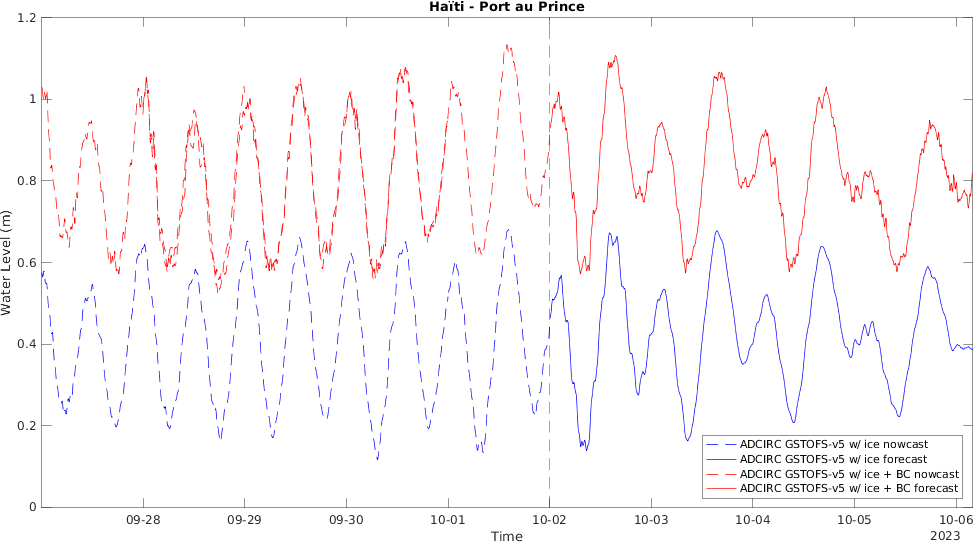 Haïti - Port au Prince
1.2
1
0.8
0.6
0.4
0.2
0
Water Level (m)
09-28 09-29 09-30 10-01 10-02 10-03 10-04 10-05 10-06
2023
Time
ADCIRC GSTOFS-v5 w/ ice nowcast
ADCIRC GSTOFS-v5 w/ ice forecast
ADCIRC GSTOFS-v5 w/ ice + BC nowcast
ADCIRC GSTOFS-v5 w/ ice + BC forecast